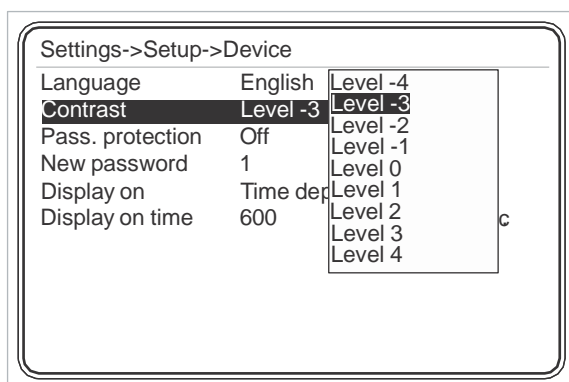 Settings->Setup->Device
Language English
Contrast Level -3
Pass. protection Off
New password 1
Display on Time dep
Display on time 600 c
Level -4
Level -3
Level -2
Level -1
Level 0
Level 1
Level 2
Level 3
Level 4